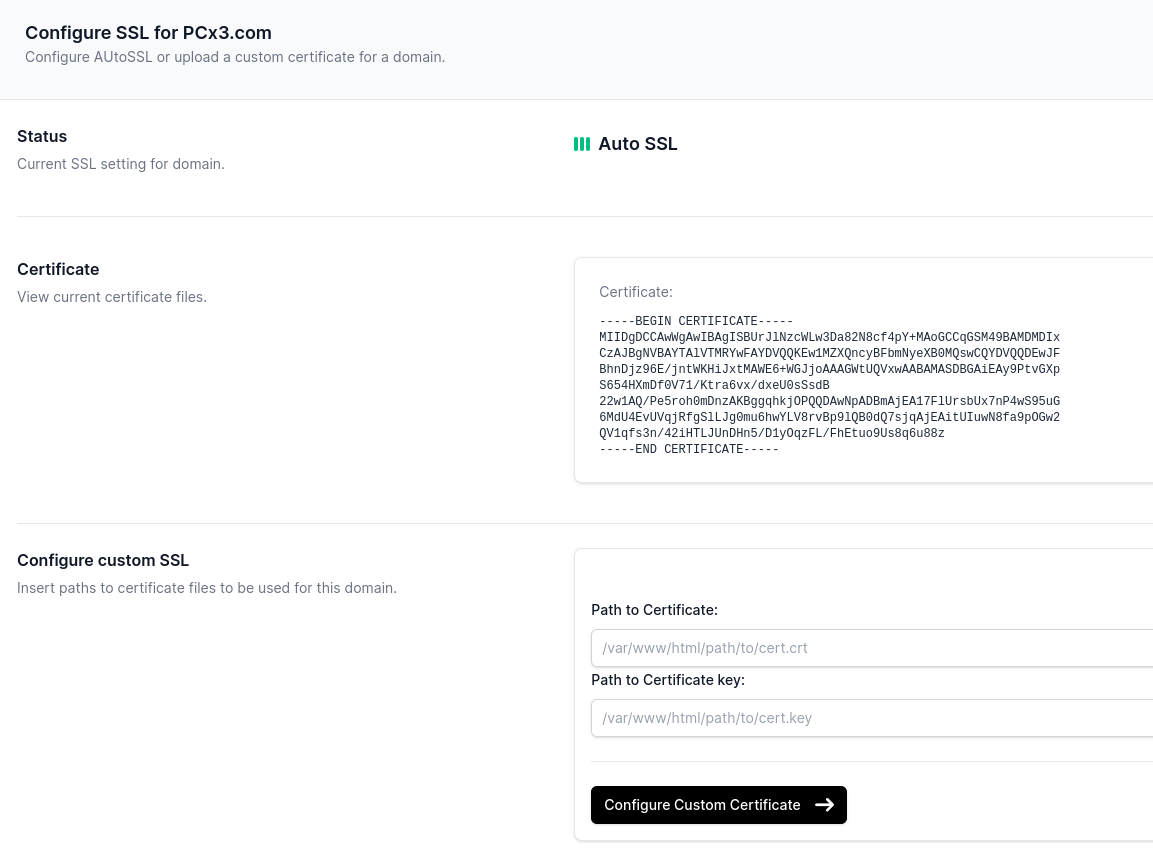 Configure SSL for PCx3.com
Configure AUtoSSL or upload a custom certificate for a domain.
Status
Current SSL setting for domain.
Auto SSL
Certificate
View current certificate files.
Certificate:
-----BEGIN CERTIFICATE-----
MIIDgDCCAwWgAwIBAgISBUrJlNzcWLw3Da82N8cf4pY+MAoGCCqGSM49BAMDMDIx
CzAJBgNVBAYTAlVTMRYwFAYDVQQKEw1MZXQncyBFbmNyeXB0MQswCQYDVQQDEwJF
BhnDjz96E/jntWKHiJxtMAWE6+WGJjoAAAGWtUQVxwAABAMASDBGAiEAy9PtvGXp
S654HXmDf0V71/Ktra6vx/dxeU0sSsdB
22w1AQ/Pe5roh0mDnzAKBggqhkjOPQQDAwNpADBmAjEA17FlUrsbUx7nP4wS95uG
6MdU4EvUVqjRfgSlLJg0mu6hwYLV8rvBp9lQB0dQ7sjqAjEAitUIuwN8fa9pOGw2
QV1qfs3n/42iHTLJUnDHn5/D1yOqzFL/FhEtuo9Us8q6u88z
-----END CERTIFICATE-----
Configure custom SSL
Insert paths to certificate files to be used for this domain.
Path to Certificate:
/var/www/html/path/to/cert.crt
Path to Certificate key:
/var/www/html/path/to/cert.key
Configure Custom Certificate